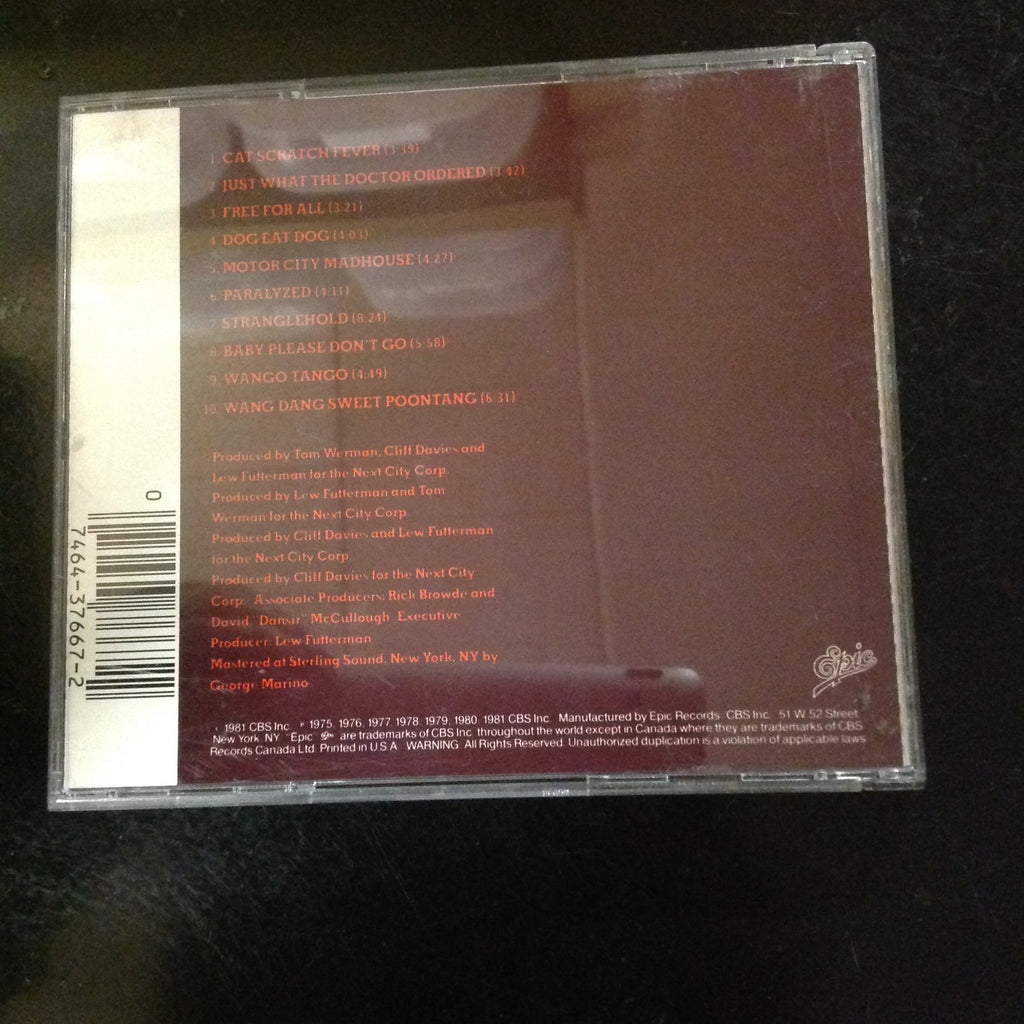 1. CAT SCRATCH FEVER (3:39)
2. JUST WHAT THE DOCTOR ORDERED (3:42)
3. FREE FOR ALL (3:21)
4. DOG EAT DOG (4:03)
5. MOTOR CITY MADHOUSE (4:27)
6. PARALYZED (4:11)
7. STRANGLEHOLD (8:24)
8. BABY PLEASE DON'T GO (5:58)
9. WANGO TANGO (4:49)
10. WANG DANG SWEET POONTANG (6:31)
Produced by Tom Werman, Cliff Davies and
Lew Futterman for the Next City Corp.
Produced by Lew Futterman and Tom
Werman for the Next City Corp.
Produced by Cliff Davies and Lew Futterman
for the Next City Corp.
Produced by Cliff Davies for the Next City
Corp. Associate Producers: Rick Browde and
David "Dansir" McCullough Executive
Producer: Lew Futterman
Mastered at Sterling Sound, New York, NY by
George Marino
1981 CBS Inc. ℗ 1975, 1976, 1977, 1978, 1979, 1980, 1981 CBS Inc. Manufactured by Epic Records CBS Inc. 51 W. 52 Street
New York NY "Epic" are trademarks of CBS Inc throughout the world except in Canada where they are trademarks of CBS
Records Canada Ltd. Printed in U.S.A. WARNING: All Rights Reserved. Unauthorized duplication is a violation of applicable laws
Epic
0
7464-37667-2